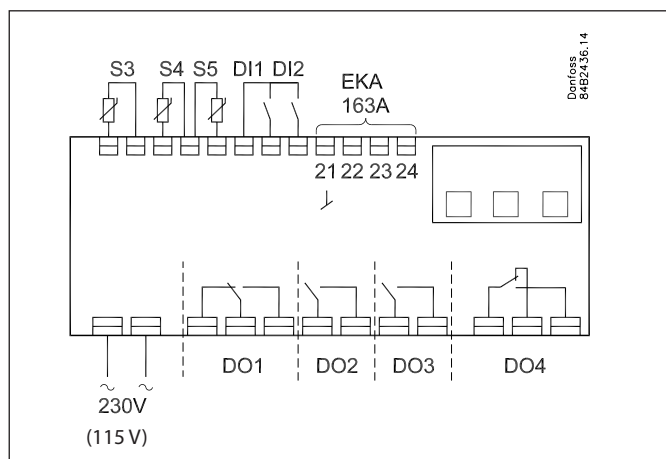 Danfoss
84B2436.14
S3 S4 S5 DI1 DI2
EKA
163A
21 22 23 24
DO1 DO2 DO3 DO4
230V
(115 V)